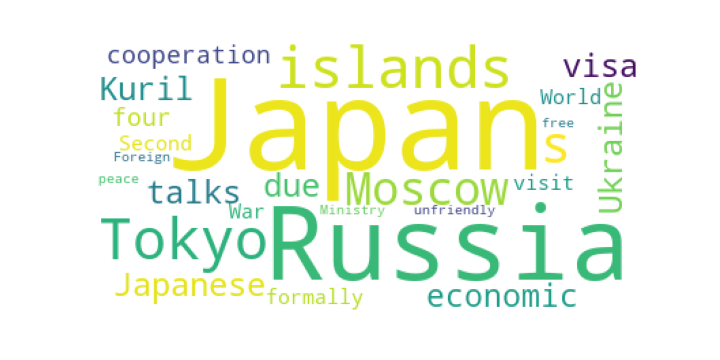 cooperation
islands
visa
Kuril
Japan
World
four
s
free
Second
Ukraine
Foreign
peace
talks
due
Moscow
visit
War
Ministry
unfriendly
Tokyo
Russia
Japanese
formally
economic